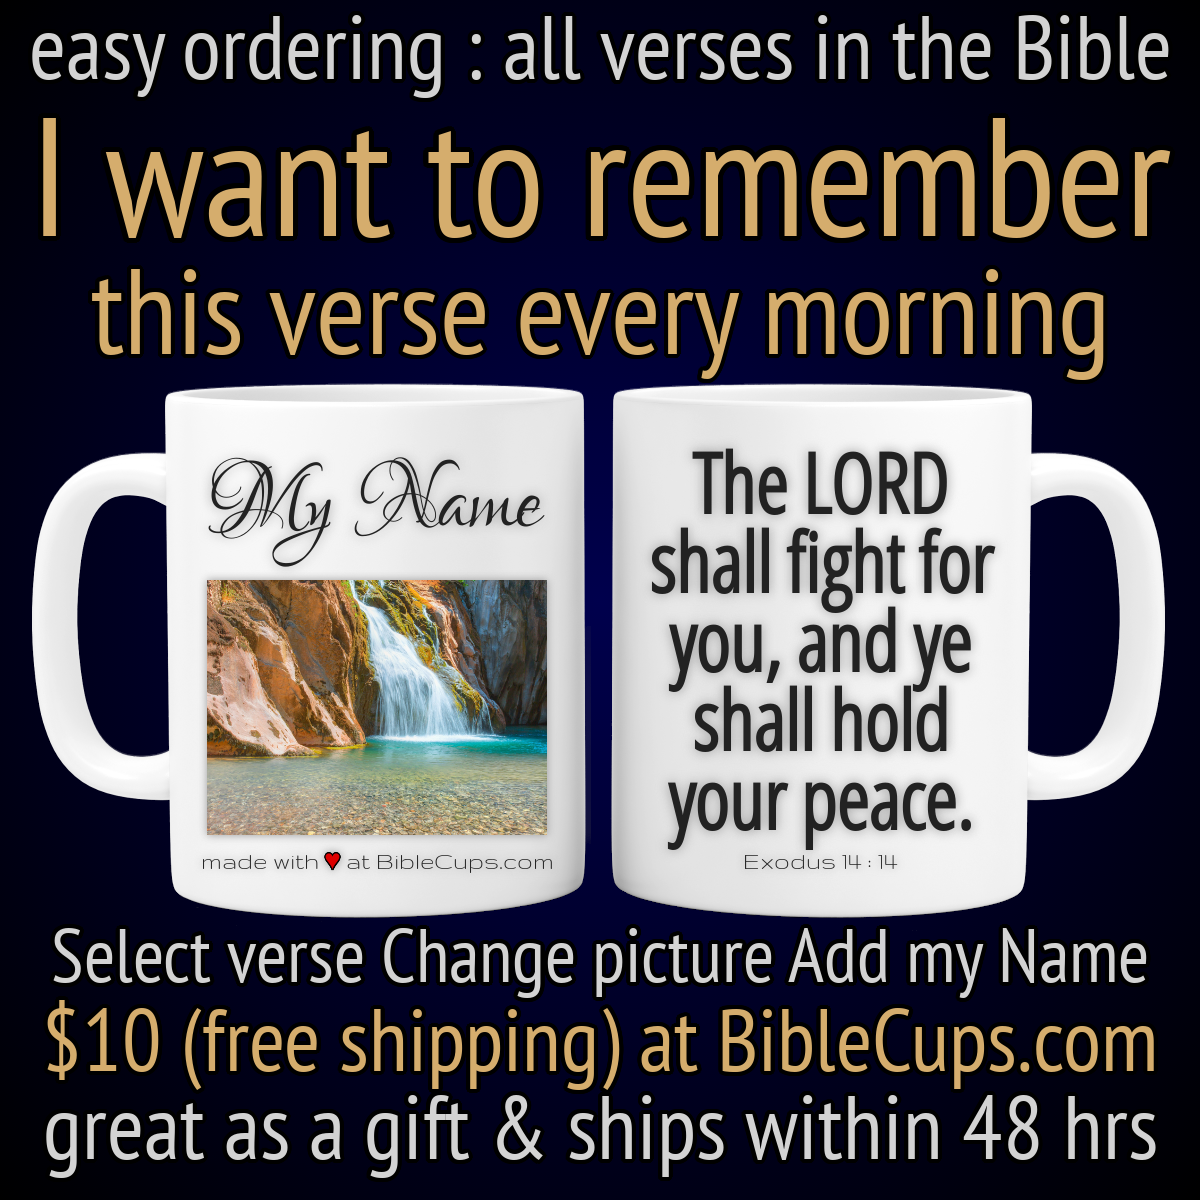 easy ordering : all verses in the Bible
I want to remember
this verse every morning
My Name
made with ❤ at BibleCups.com
The LORD
shall fight for
you, and ye
shall hold
your peace.
Exodus 14 : 14
Select verse Change picture Add my Name
$10 (free shipping) at BibleCups.com
great as a gift & ships within 48 hrs